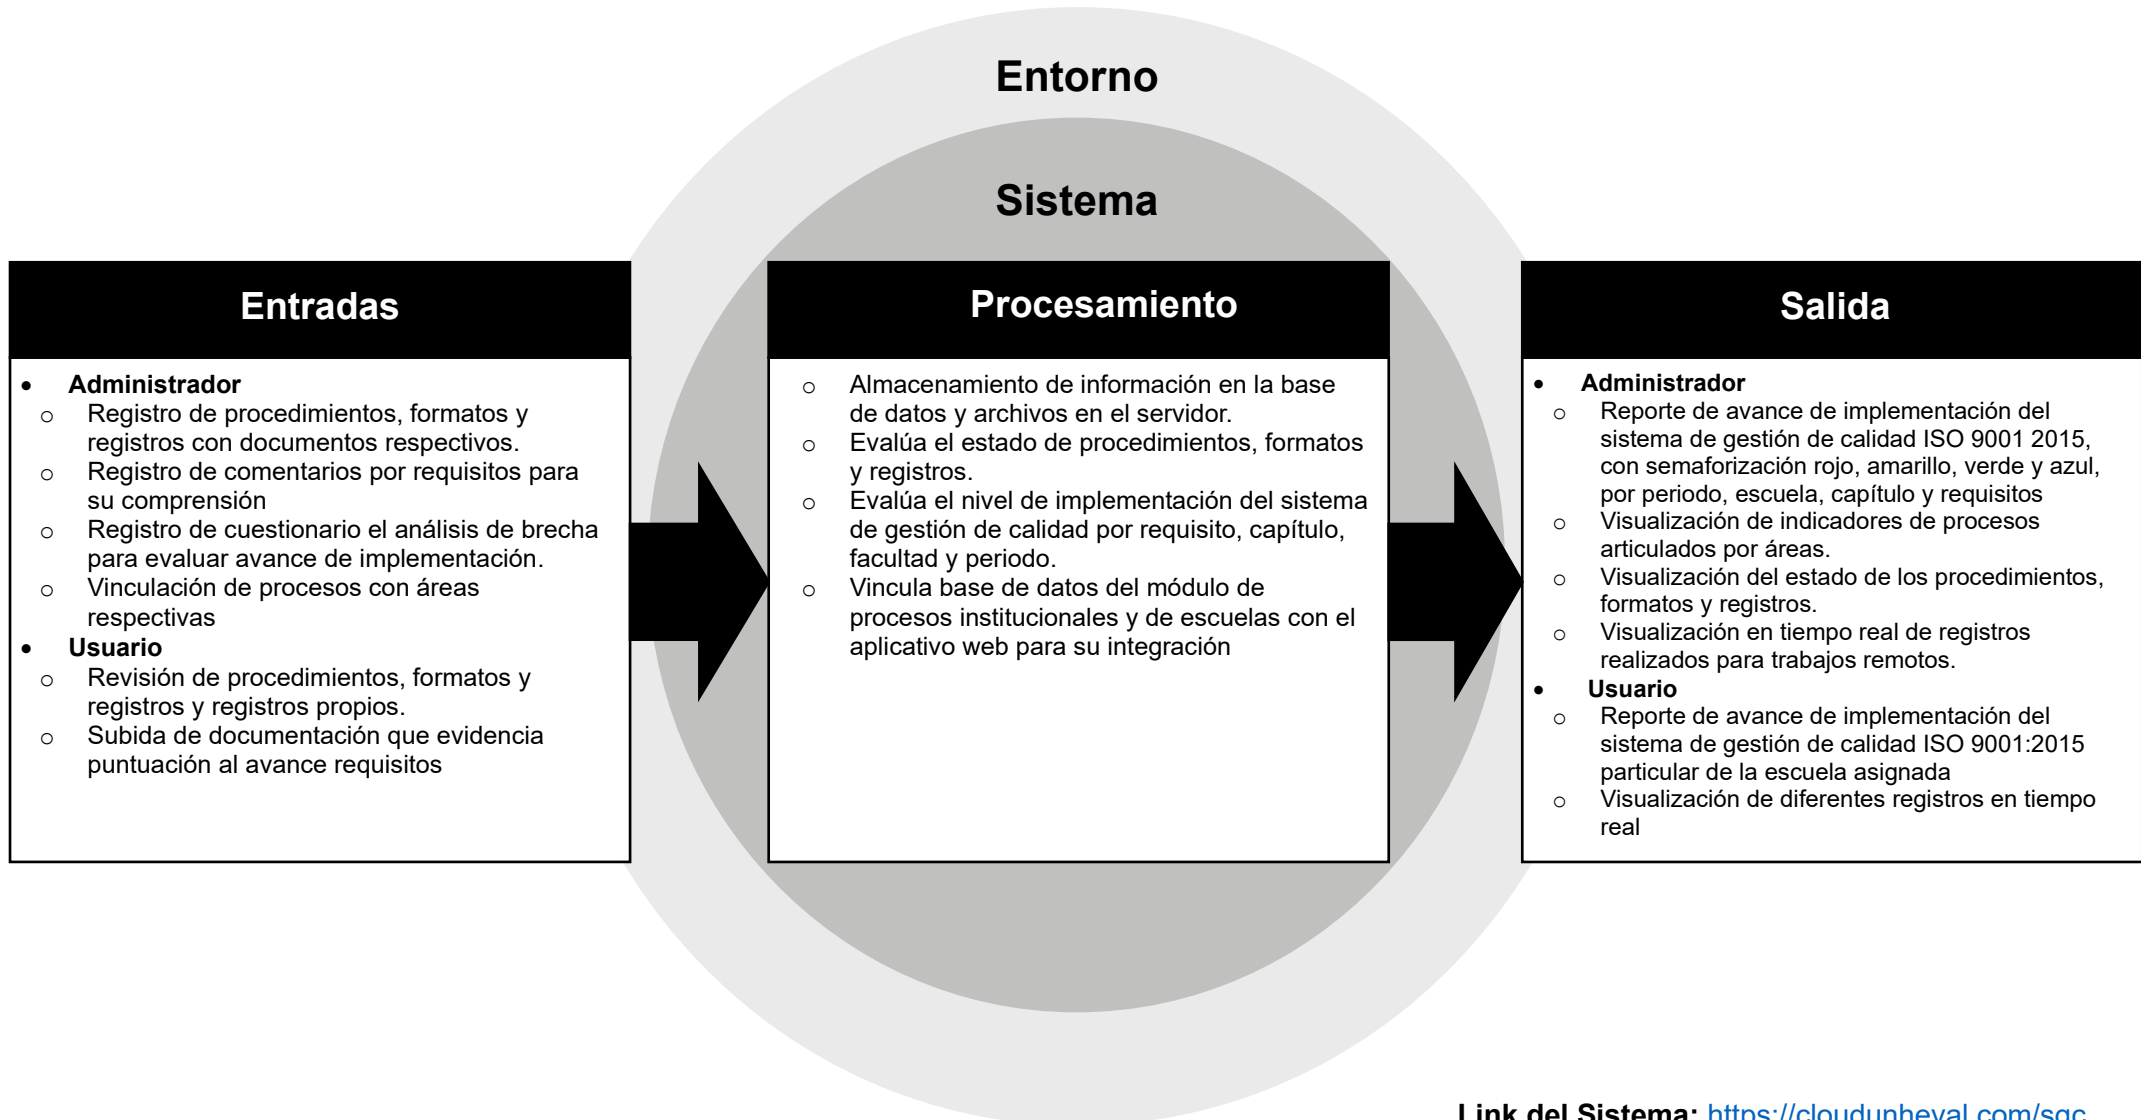 Entorno
Sistema
Entradas
• Administrador
o Registro de procedimientos, formatos y
registros con documentos respectivos.
o Registro de comentarios por requisitos para
su comprensión
o Registro de cuestionario el análisis de brecha
para evaluar avance de implementación.
o Vinculación de procesos con áreas
respectivas
• Usuario
o Revisión de procedimientos, formatos y
registros y registros propios.
o Subida de documentación que evidencia
puntuación al avance requisitos
Procesamiento
o Almacenamiento de información en la base
de datos y archivos en el servidor.
o Evalúa el estado de procedimientos, formatos
y registros.
o Evalúa el nivel de implementación del sistema
de gestión de calidad por requisito, capítulo,
facultad y periodo.
o Vincula base de datos del módulo de
procesos institucionales y de escuelas con el
aplicativo web para su integración
Salida
• Administrador
o Reporte de avance de implementación del
sistema de gestión de calidad ISO 9001 2015,
con semaforización rojo, amarillo, verde y azul,
por periodo, escuela, capítulo y requisitos
o Visualización de indicadores de procesos
articulados por áreas.
o Visualización del estado de los procedimientos,
formatos y registros.
o Visualización en tiempo real de registros
realizados para trabajos remotos.
• Usuario
o Reporte de avance de implementación del
sistema de gestión de calidad ISO 9001:2015
particular de la escuela asignada
o Visualización de diferentes registros en tiempo
real
Link del Sistema: https://cloudunheval.com/sgc